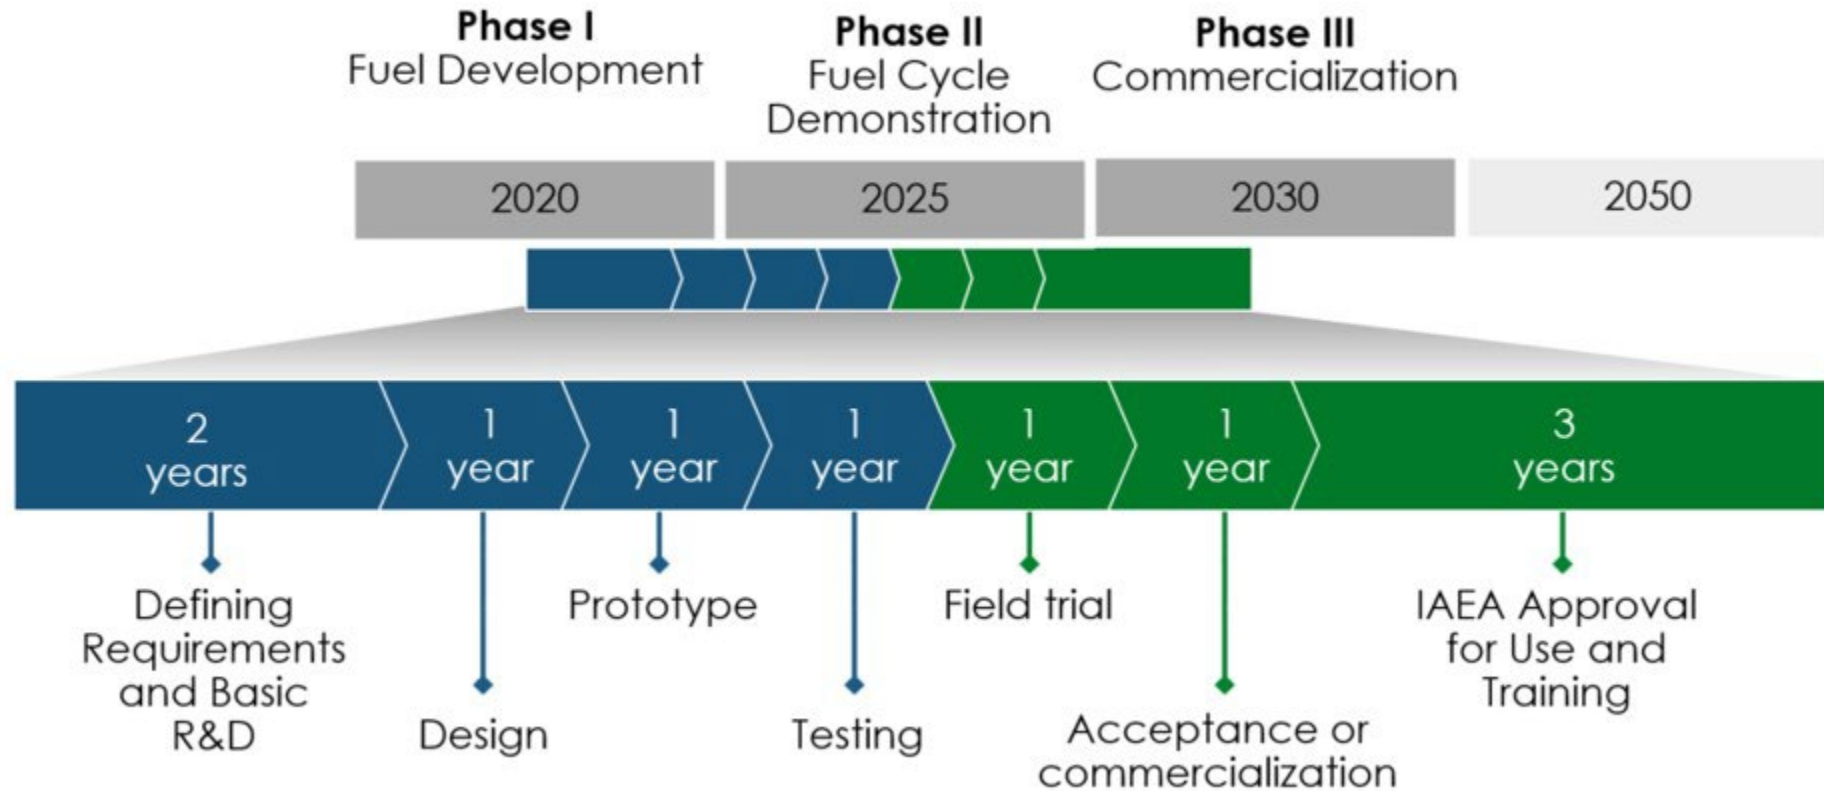 Phase I
Fuel Development
Phase II
Fuel Cycle
Demonstration
Phase III
Commercialization
2020
2025
2030
2050
2
years
1
year
1
year
1
year
1
year
1
year
3
years
Defining
Requirements
and Basic
R&D
Design
Prototype
Testing
Field trial
Acceptance or
commercialization
IAEA Approval
for Use and
Training